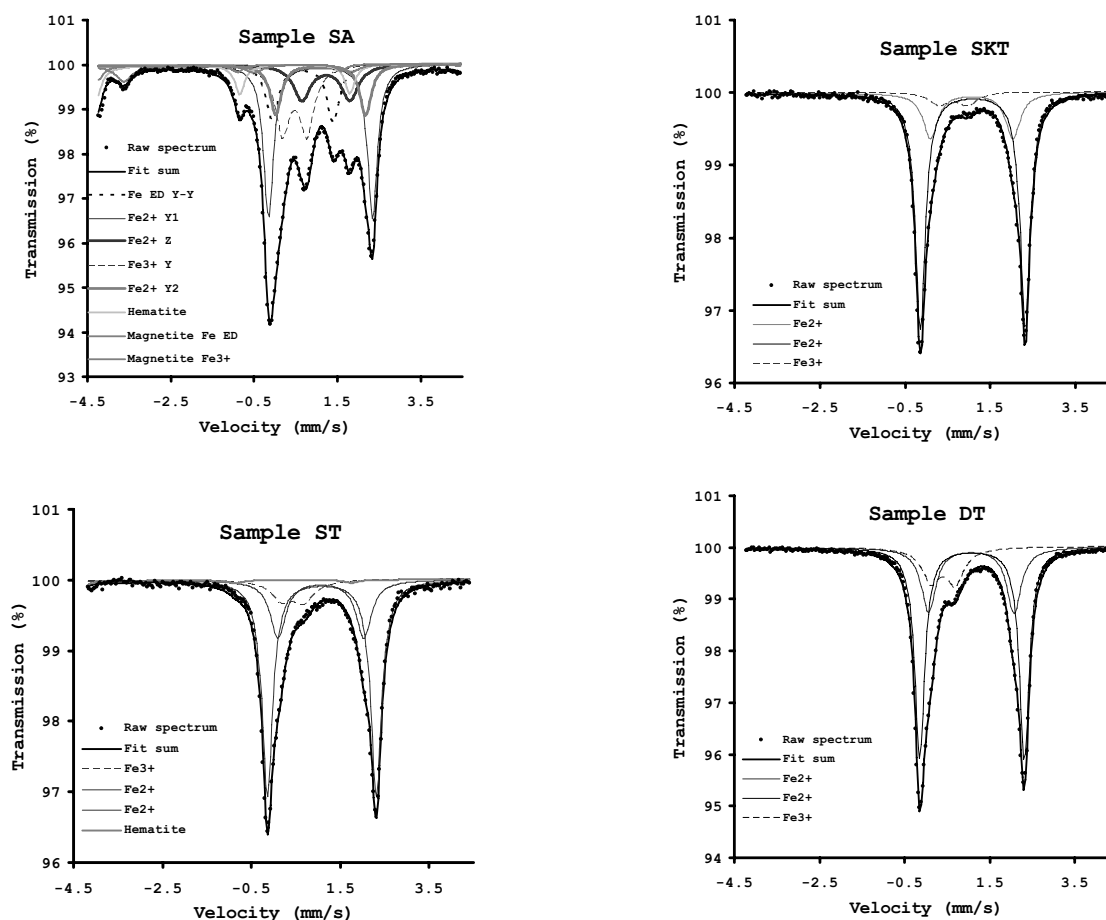 Sample SA
101
100
99
98
97
96
95
94
93
Transmission (%)
Raw spectrum
Fit sum
Fe ED Y-Y
Fe2+ Y1
Fe2+ Z
Fe3+ Y
Fe2+ Y2
Hematite
Magnetite Fe ED
Magnetite Fe3+
-4.5 -2.5 -0.5 1.5 3.5
Velocity (mm/s)
Sample SKT
101
100
99
98
97
96
Transmission (%)
Raw spectrum
Fit sum
Fe2+
Fe2+
Fe3+
-4.5 -2.5 -0.5 1.5 3.5
Velocity (mm/s)
Sample ST
101
100
99
98
97
96
Transmission (%)
Raw spectrum
Fit sum
Fe3+
Fe2+
Fe2+
Hematite
-4.5 -2.5 -0.5 1.5 3.5
Velocity (mm/s)
Sample DT
101
100
99
98
97
96
95
94
Transmission (%)
Raw spectrum
Fit sum
Fe2+
Fe2+
Fe3+
-4.5 -2.5 -0.5 1.5 3.5
Velocity (mm/s)